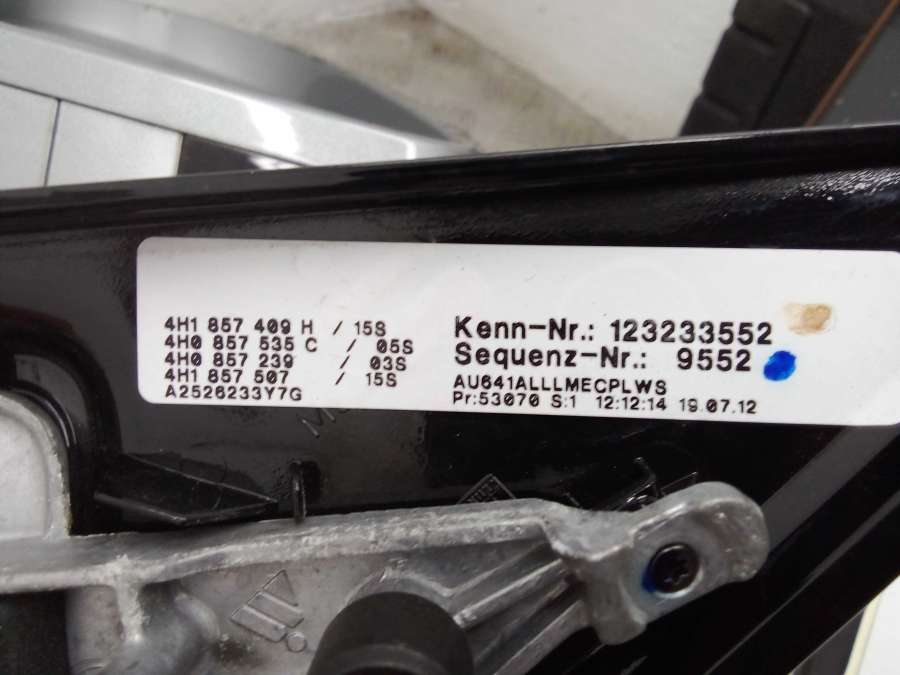 4H1 857 409 H / 15S
4H0 857 535 C / 05S
4H0 857 239 / 03S
4H1 857 507 / 15S
A2526233Y7G
Kenn-Nr.: 123233552
Sequenz-Nr.: 9552
AU641ALLLMECPLWS
Pr:53070 S:1 12:12:14 19.07.12